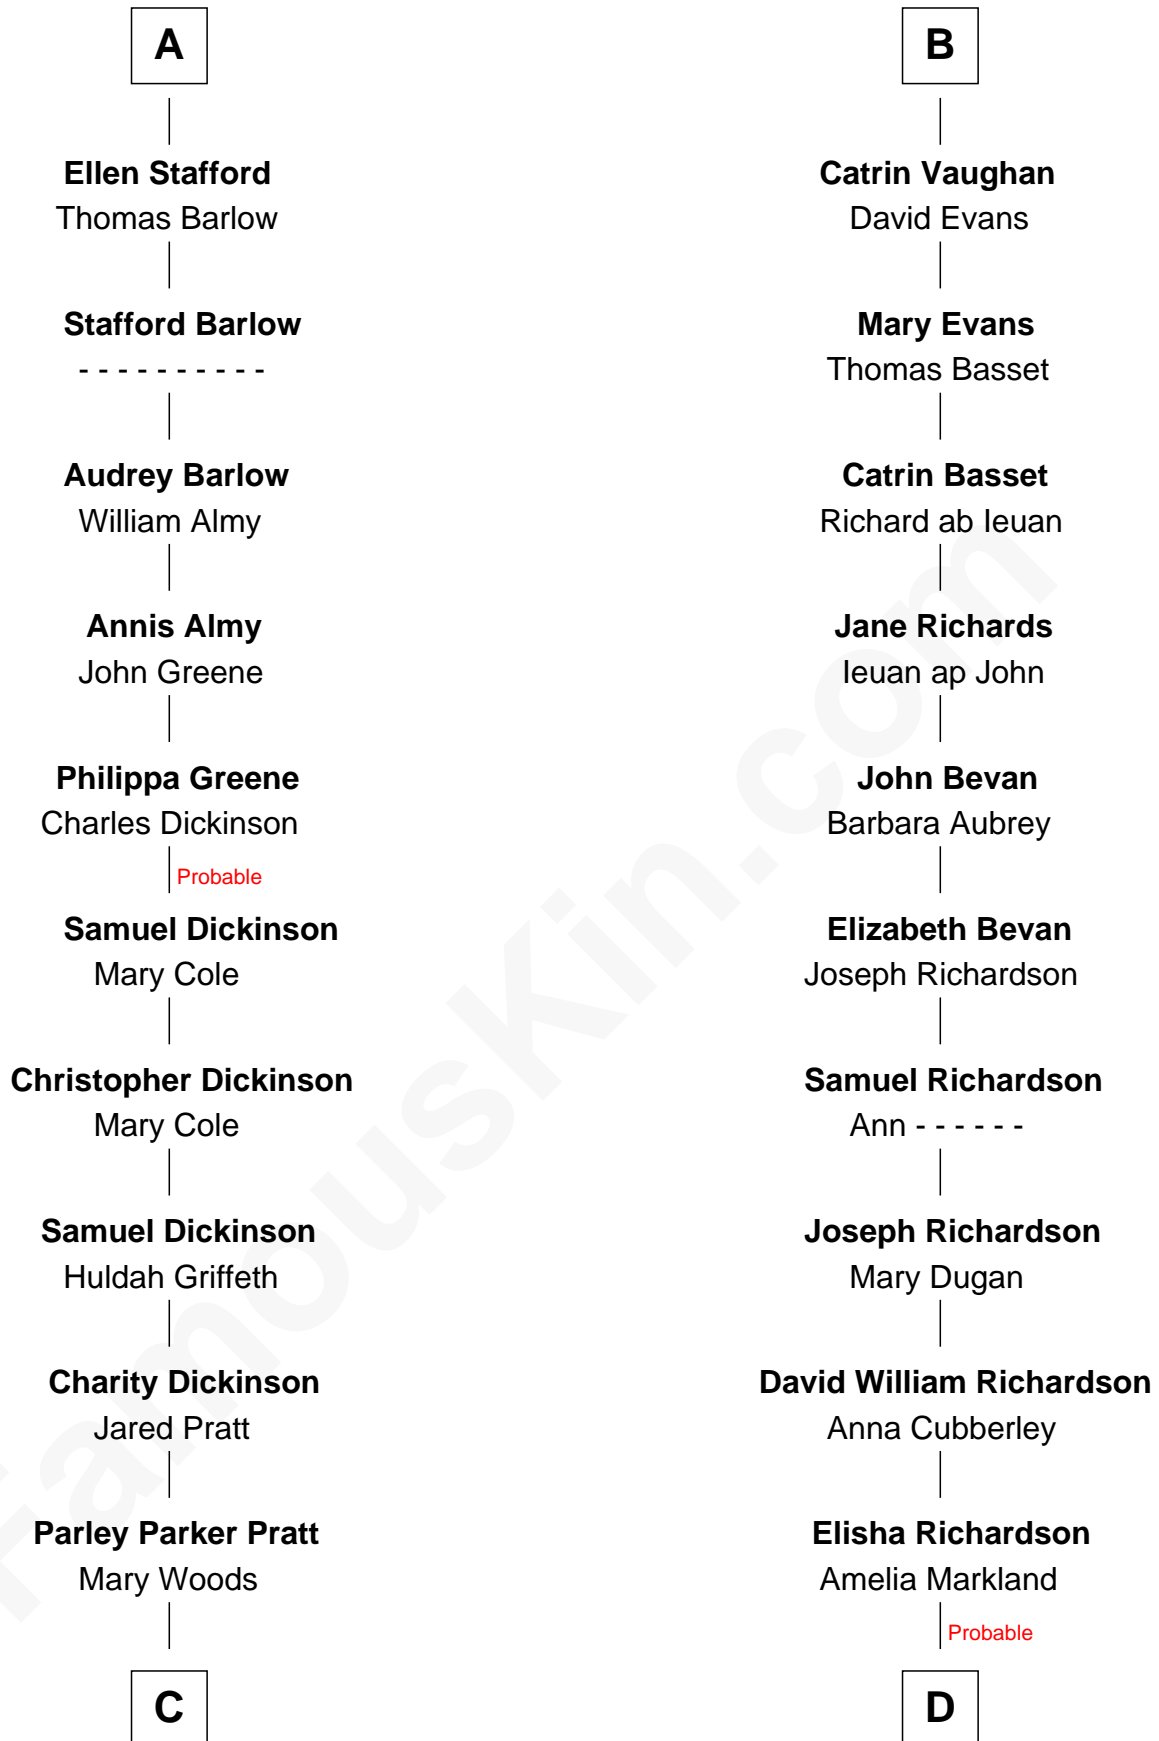 A
B
Ellen Stafford
Thomas Barlow
Catrin Vaughan
David Evans
Stafford Barlow
- - - - - - - - - -
Mary Evans
Thomas Basset
Audrey Barlow
William Almy
Catrin Basset
Richard ab Ieuan
Annis Almy
John Greene
Jane Richards
Ieuan ap John
Philippa Greene
Charles Dickinson
John Bevan
Barbara Aubrey
Probable
Samuel Dickinson
Mary Cole
Elizabeth Bevan
Joseph Richardson
Christopher Dickinson
Mary Cole
Samuel Richardson
Ann - - - - - -
Samuel Dickinson
Huldah Griffeth
Joseph Richardson
Mary Dugan
Charity Dickinson
Jared Pratt
David William Richardson
Anna Cubberley
Parley Parker Pratt
Mary Woods
Elisha Richardson
Amelia Markland
Probable
C
D
FamousKin.com